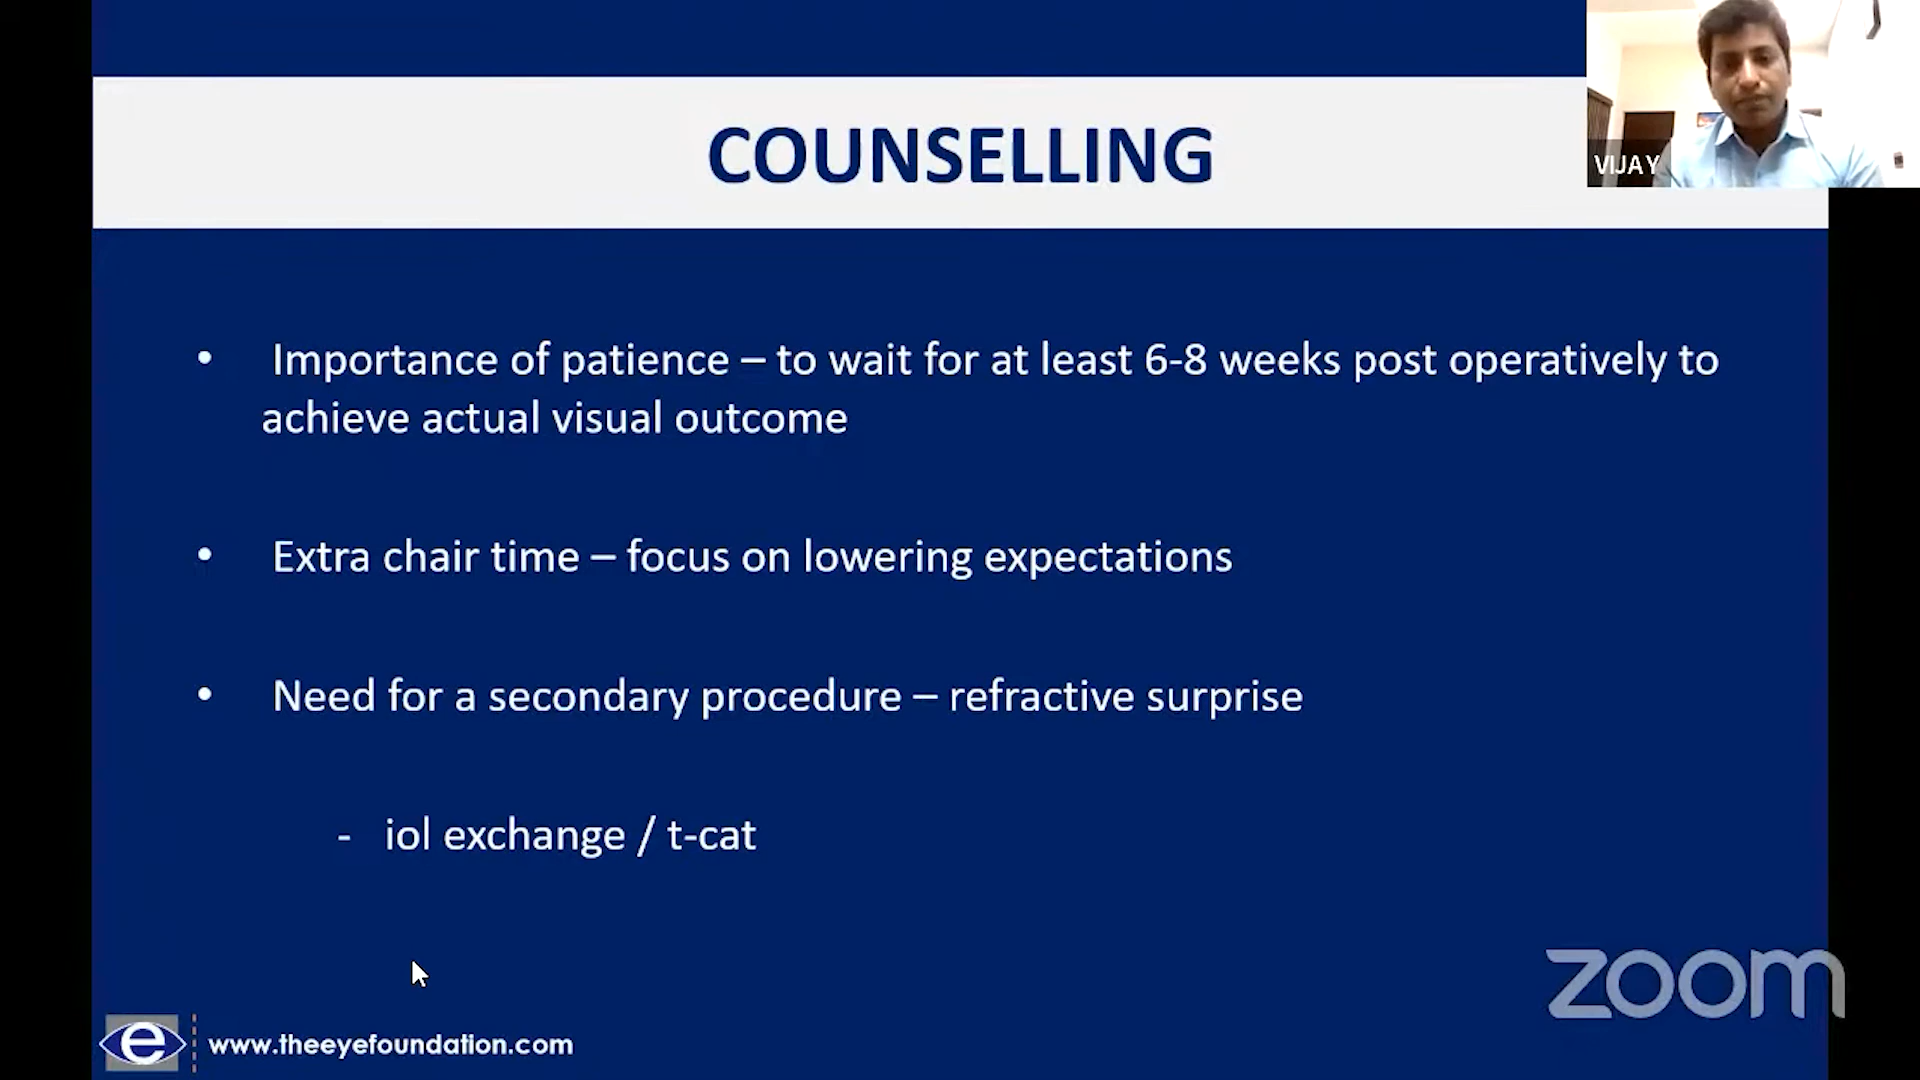 COUNSELLING
VIJAY
• Importance of patience – to wait for at least 6-8 weeks post operatively to
achieve actual visual outcome
• Extra chair time – focus on lowering expectations
• Need for a secondary procedure – refractive surprise
- iol exchange / t-cat
zoom
e
www.theeyefoundation.com